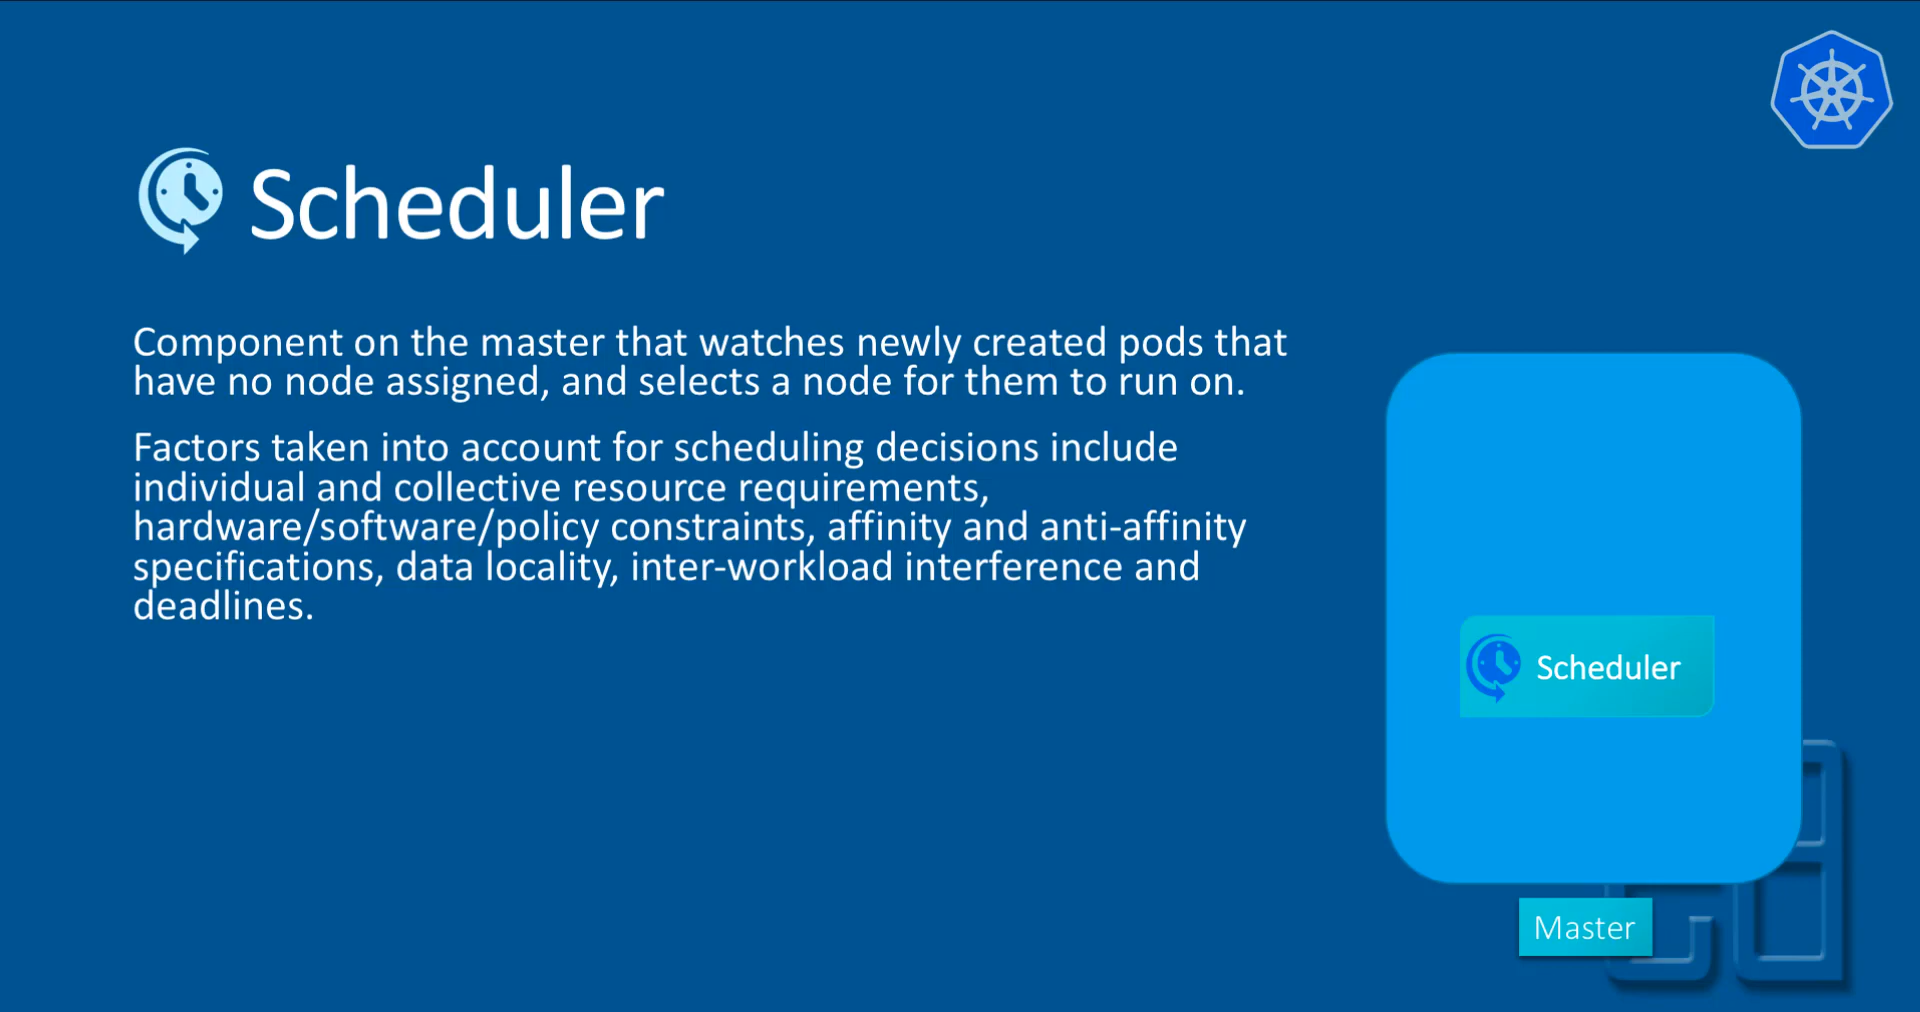 Scheduler
Component on the master that watches newly created pods that
have no node assigned, and selects a node for them to run on.
Factors taken into account for scheduling decisions include
individual and collective resource requirements,
hardware/software/policy constraints, affinity and anti-affinity
specifications, data locality, inter-workload interference and
deadlines.
Scheduler
Master